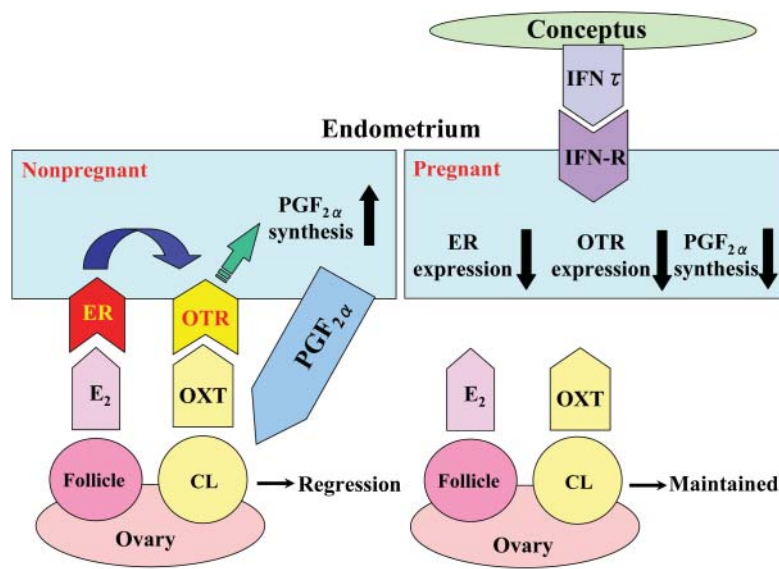 Conceptus
IFN τ
Endometrium
IFN-R
Nonpregnant
PGF2α
synthesis
ER
OTR
PGF2α
E2
OXT
Follicle
CL
Regression
Ovary
Pregnant
ER
expression
OTR
expression
PGF2α
synthesis
E2
OXT
Follicle
CL
Maintained
Ovary